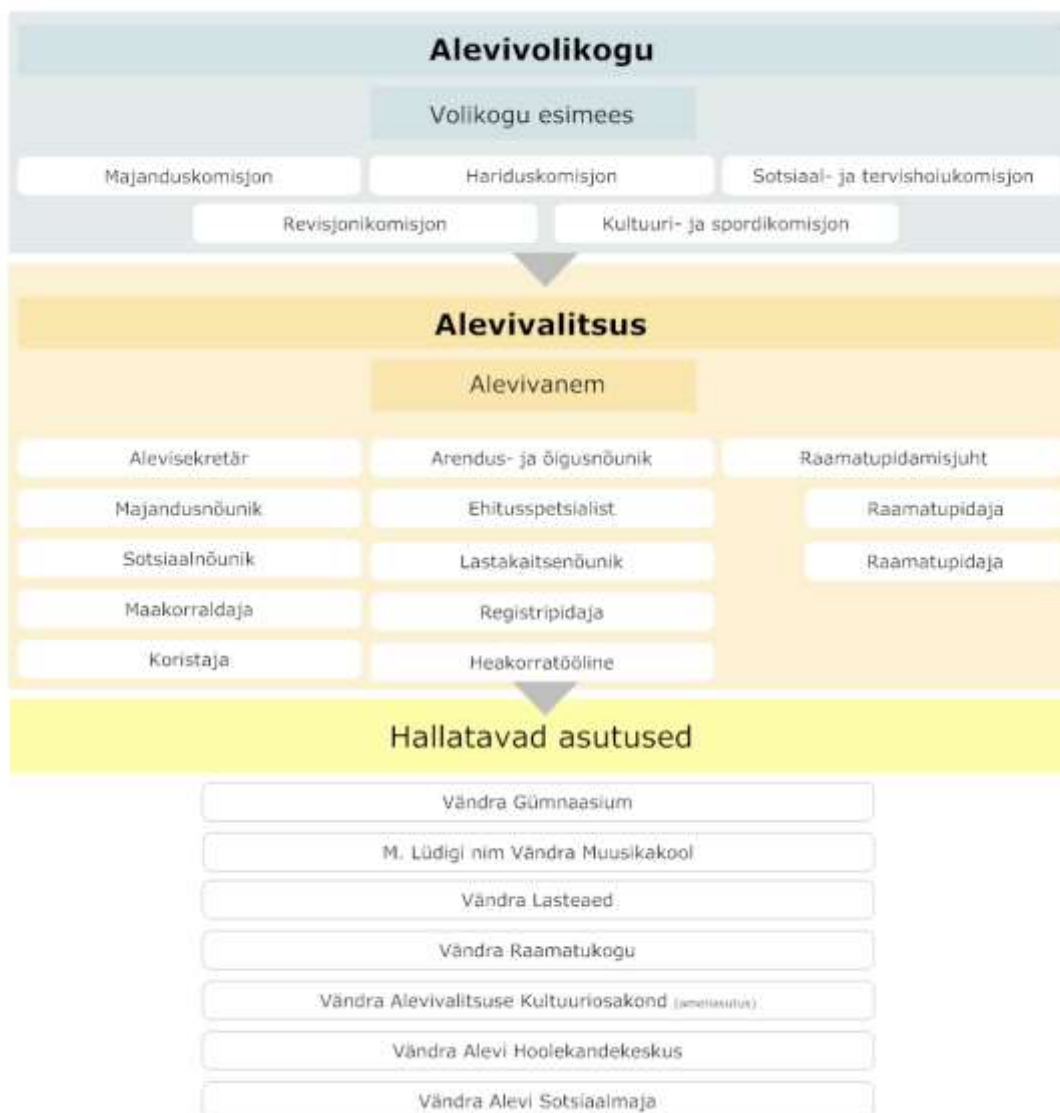 Alevivolikogu
Volikogu esimees
Majanduskomisjon Hariduskomisjon Sotsiaal- ja tervishoiukomisjon
Revisjonikomisjon Kultuuri- ja spordikomisjon
Alevivalitsus
Alevivanem
Alevisekretär Arendus- ja õigusnõunik Raamatupidamisjuht
Majandusnõunik Ehitusspetsialist Raamatupidaja
Sotsiaalnõunik Lastakaitsenõunik Raamatupidaja
Maakorraldaja Registripidaja
Koristaja Heakorratööline
Hallatavad asutused
Vändra Gümnaasium
M. Lüdigi nim Vändra Muusikakool
Vändra Lasteaed
Vändra Raamatukogu
Vändra Alevivalitsuse Kultuuriosakond (ametiasutus)
Vändra Alevi Hoolekandekeskus
Vändra Alevi Sotsiaalmaja